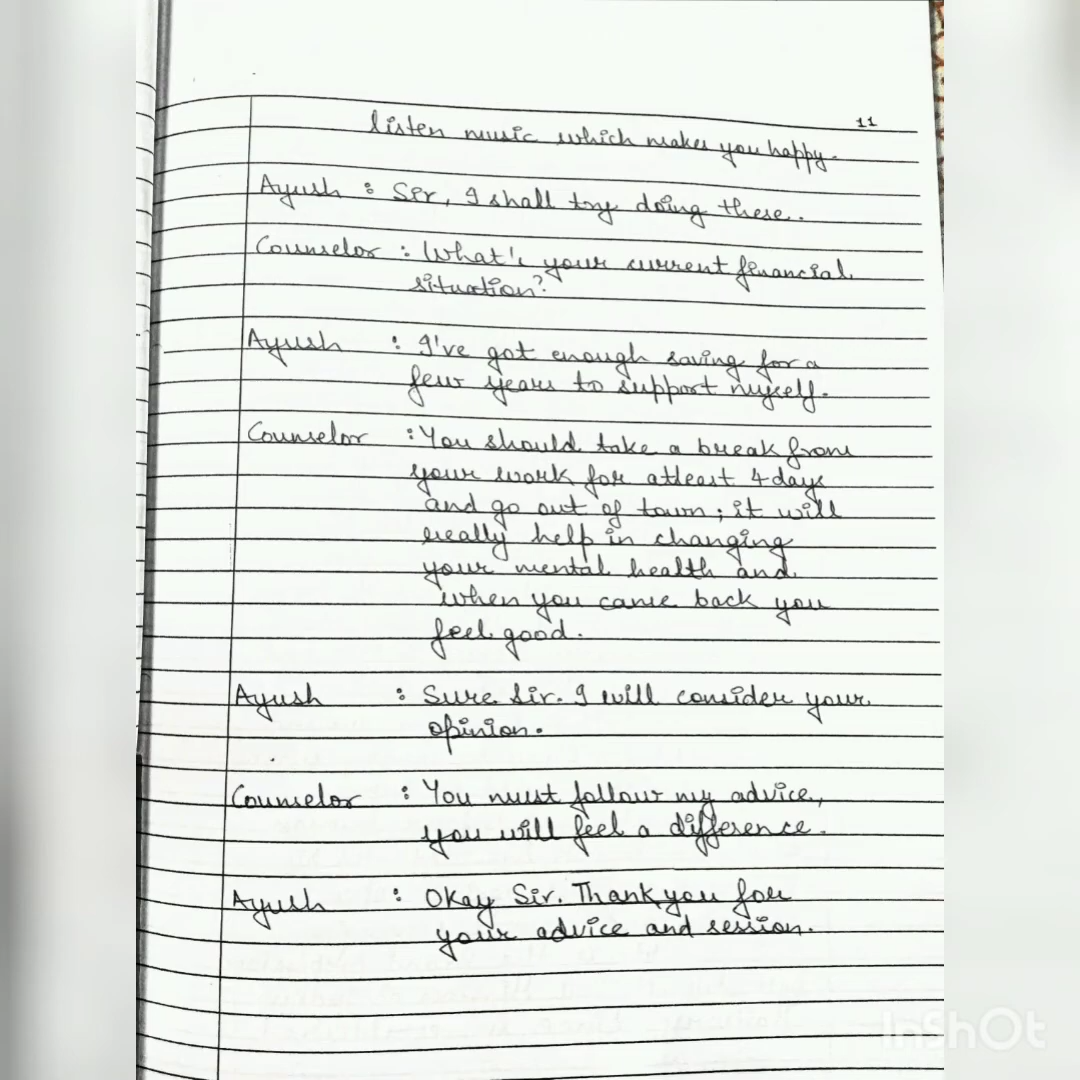 11
listen music which makes you happy.
Ayush : Sir, I shall try doing these.
Counselor : What's your current financial
situation?
Ayush : I've got enough saving for a
few years to support myself.
Counselor : You should take a break from
your work for atleast 4 days
and go out of town ; it will
really help in changing
your mental health and
when you came back you
feel good.
Ayush : Sure Sir. I will consider your
opinion.
Counselor : You must follow my advice,
you will feel a difference.
Ayush : Okay Sir. Thank you for
your advice and session.
InShOt